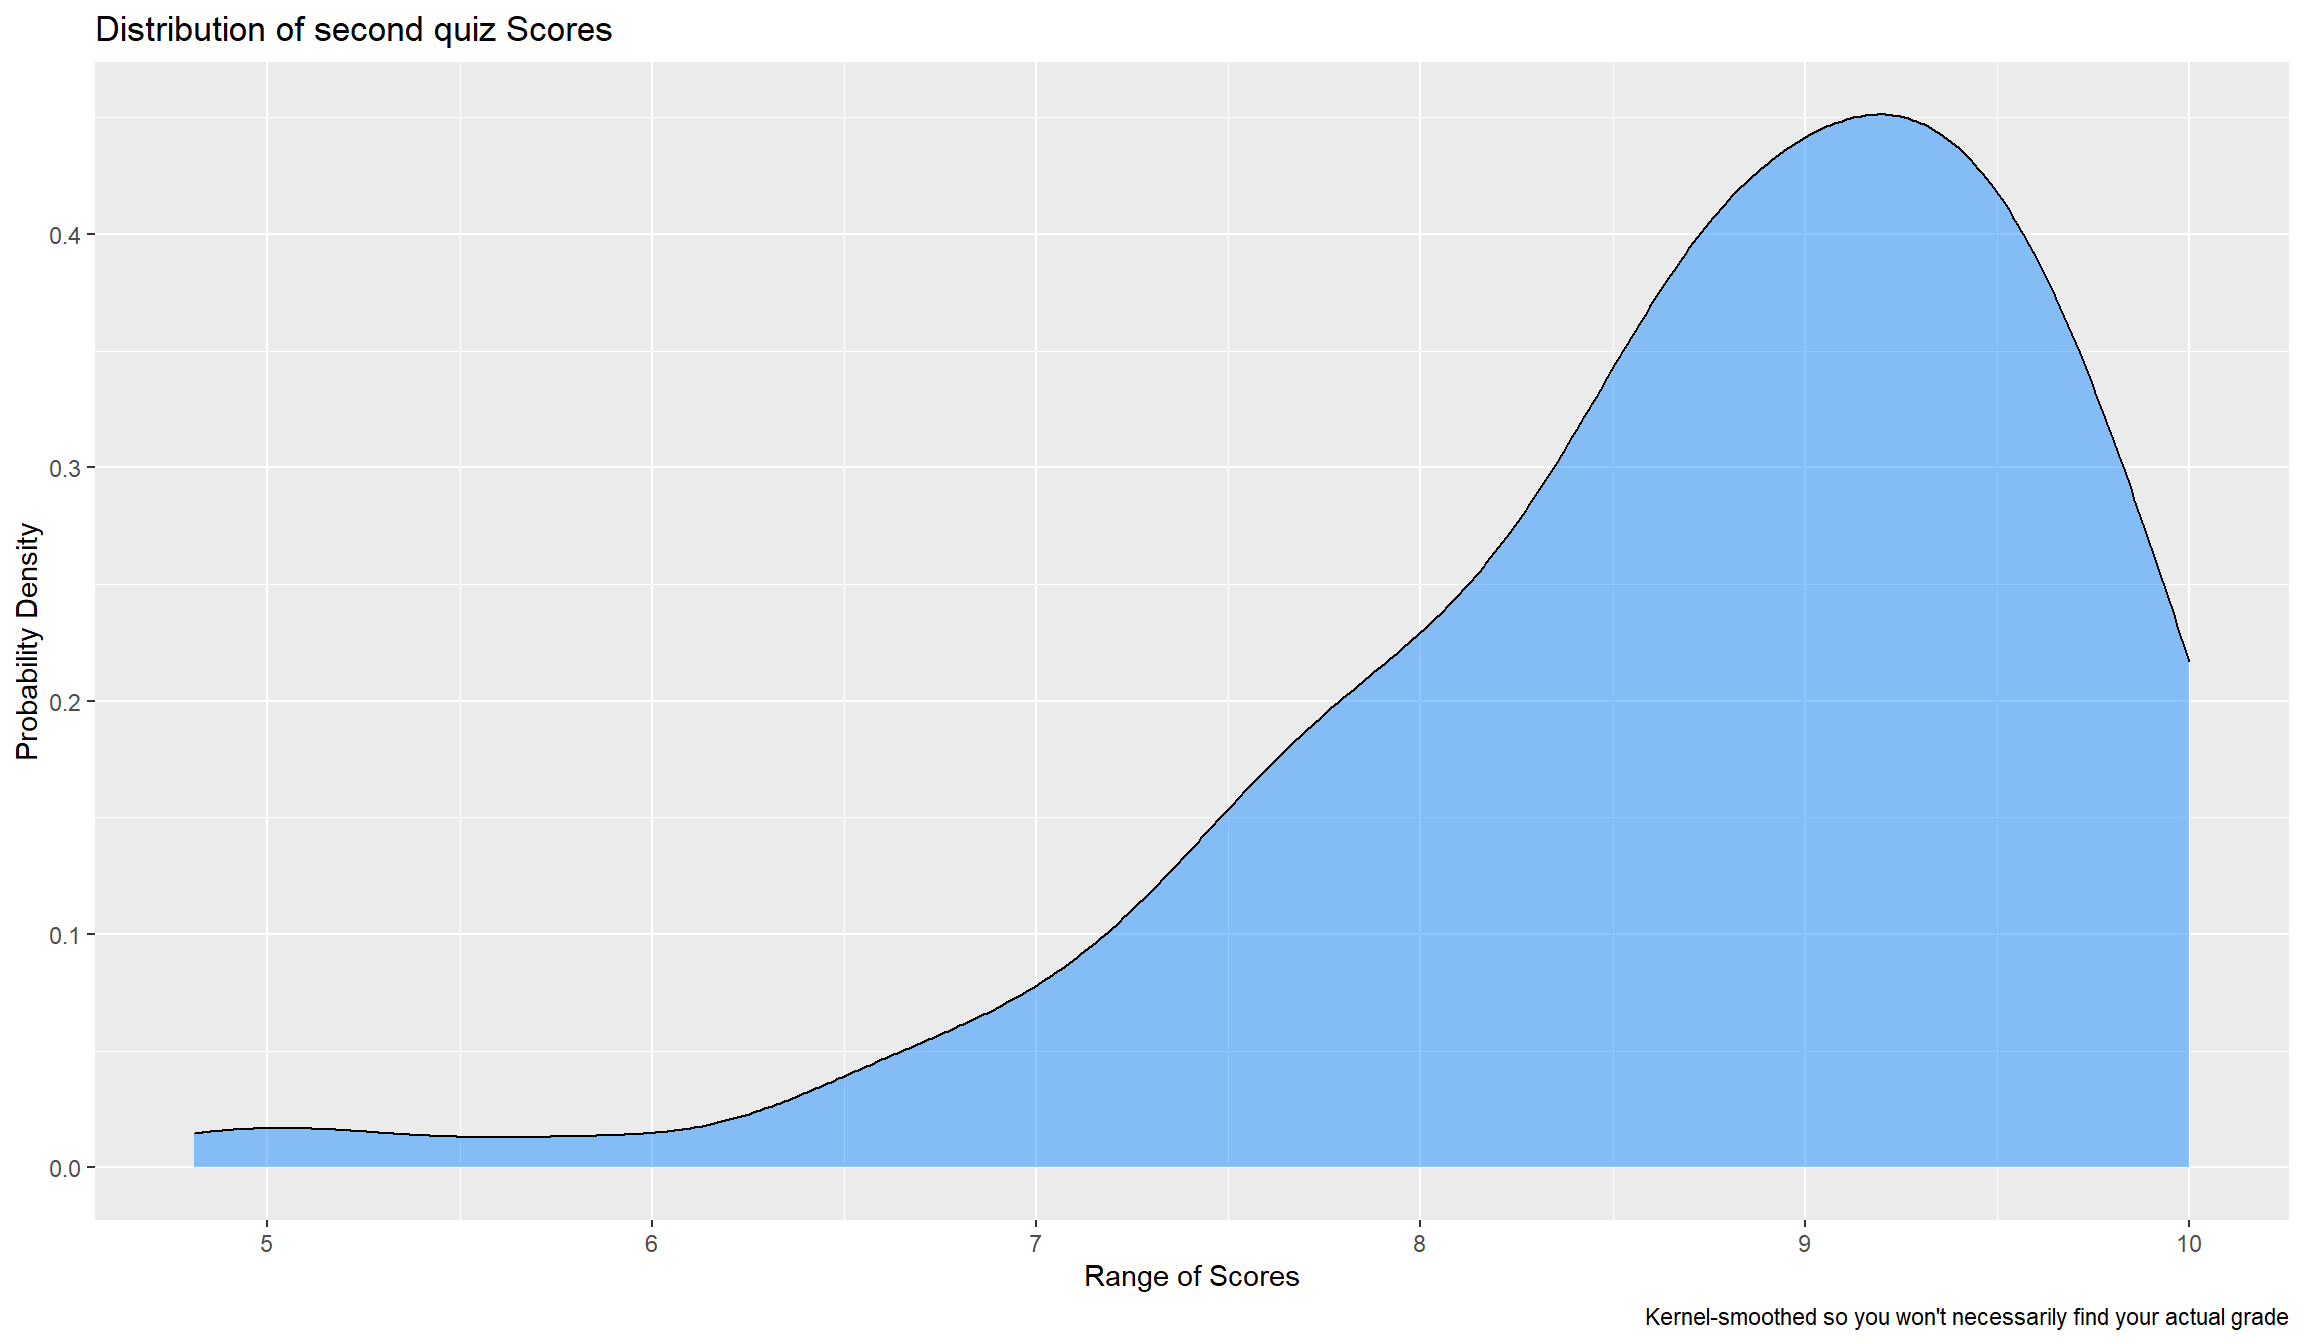 Distribution of second quiz Scores
Probability Density
0.4
0.3
0.2
0.1
0.0
5 6 7 8 9 10
Range of Scores
Kernel-smoothed so you won't necessarily find your actual grade